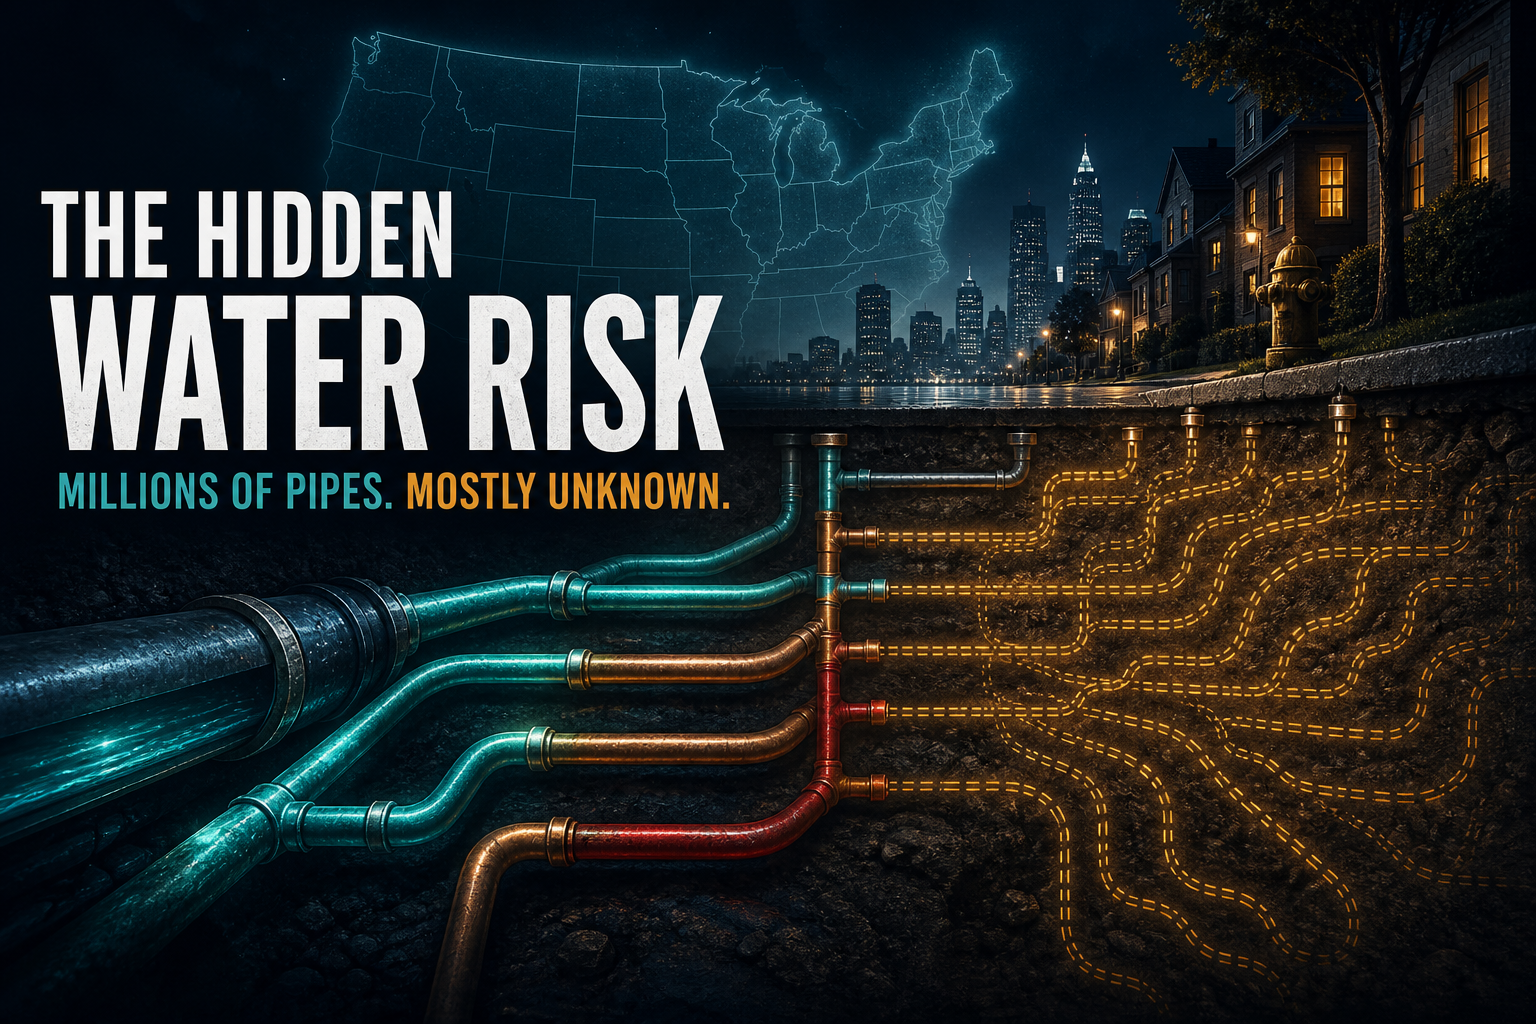 THE HIDDEN
WATER RISK
MILLIONS OF PIPES. MOSTLY UNKNOWN.